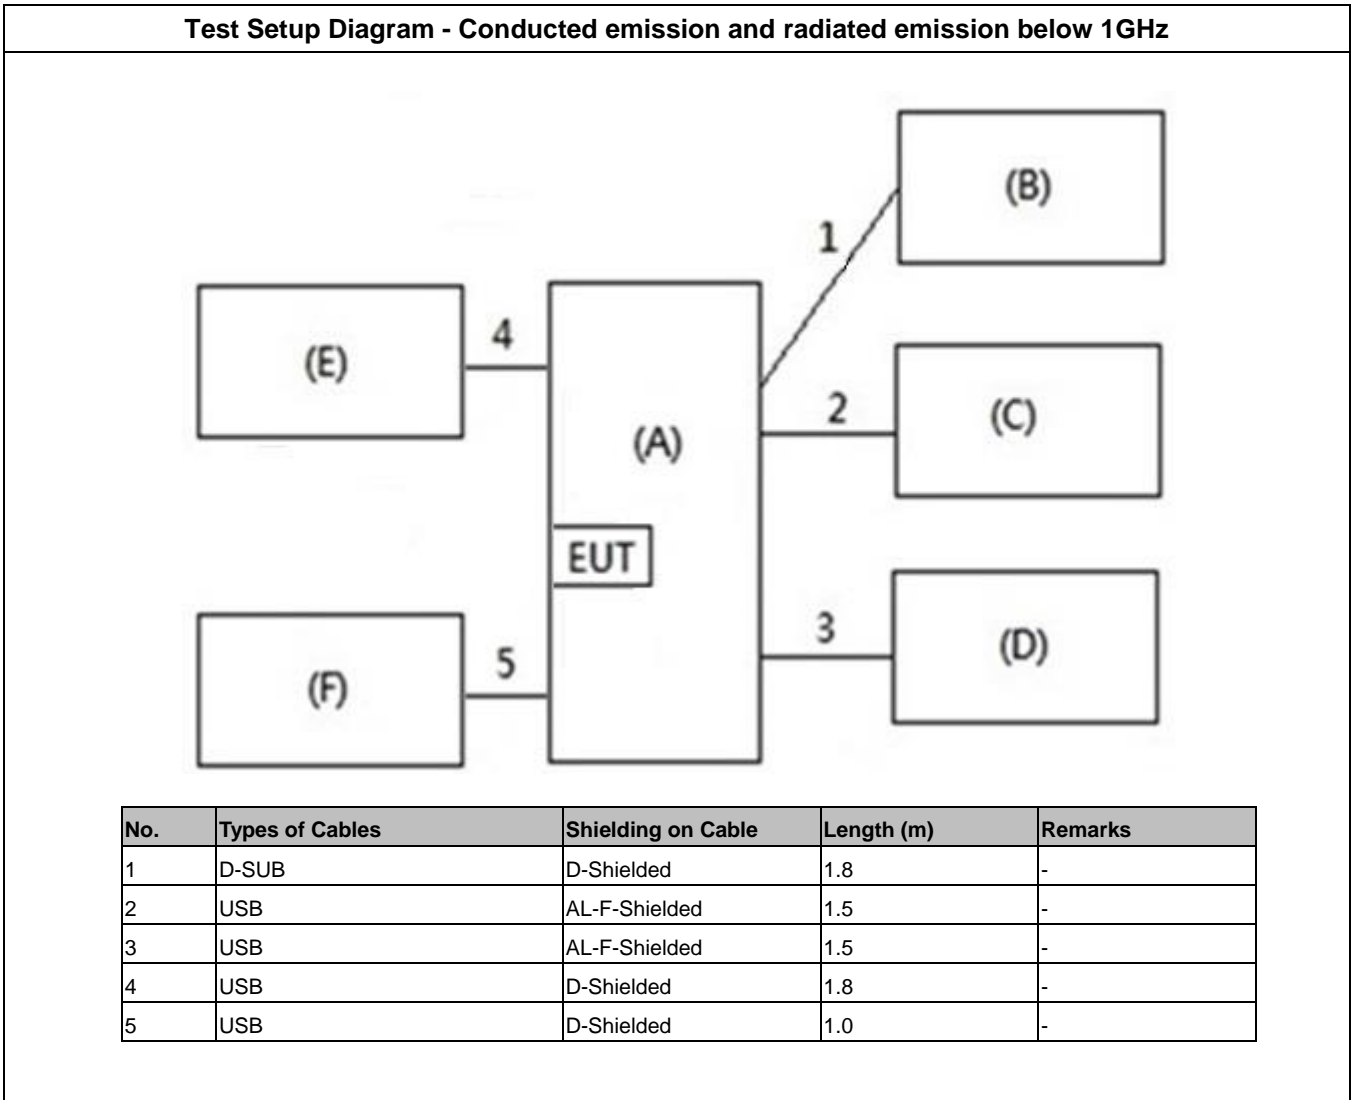 Test Setup Diagram - Conducted emission and radiated emission below 1GHz
(B)
1
(E)
4
(A)
2
(C)
EUT
3
(D)
(F)
5
No. Types of Cables Shielding on Cable Length (m) Remarks
1 D-SUB D-Shielded 1.8 -
2 USB AL-F-Shielded 1.5 -
3 USB AL-F-Shielded 1.5 -
4 USB D-Shielded 1.8 -
5 USB D-Shielded 1.0 -